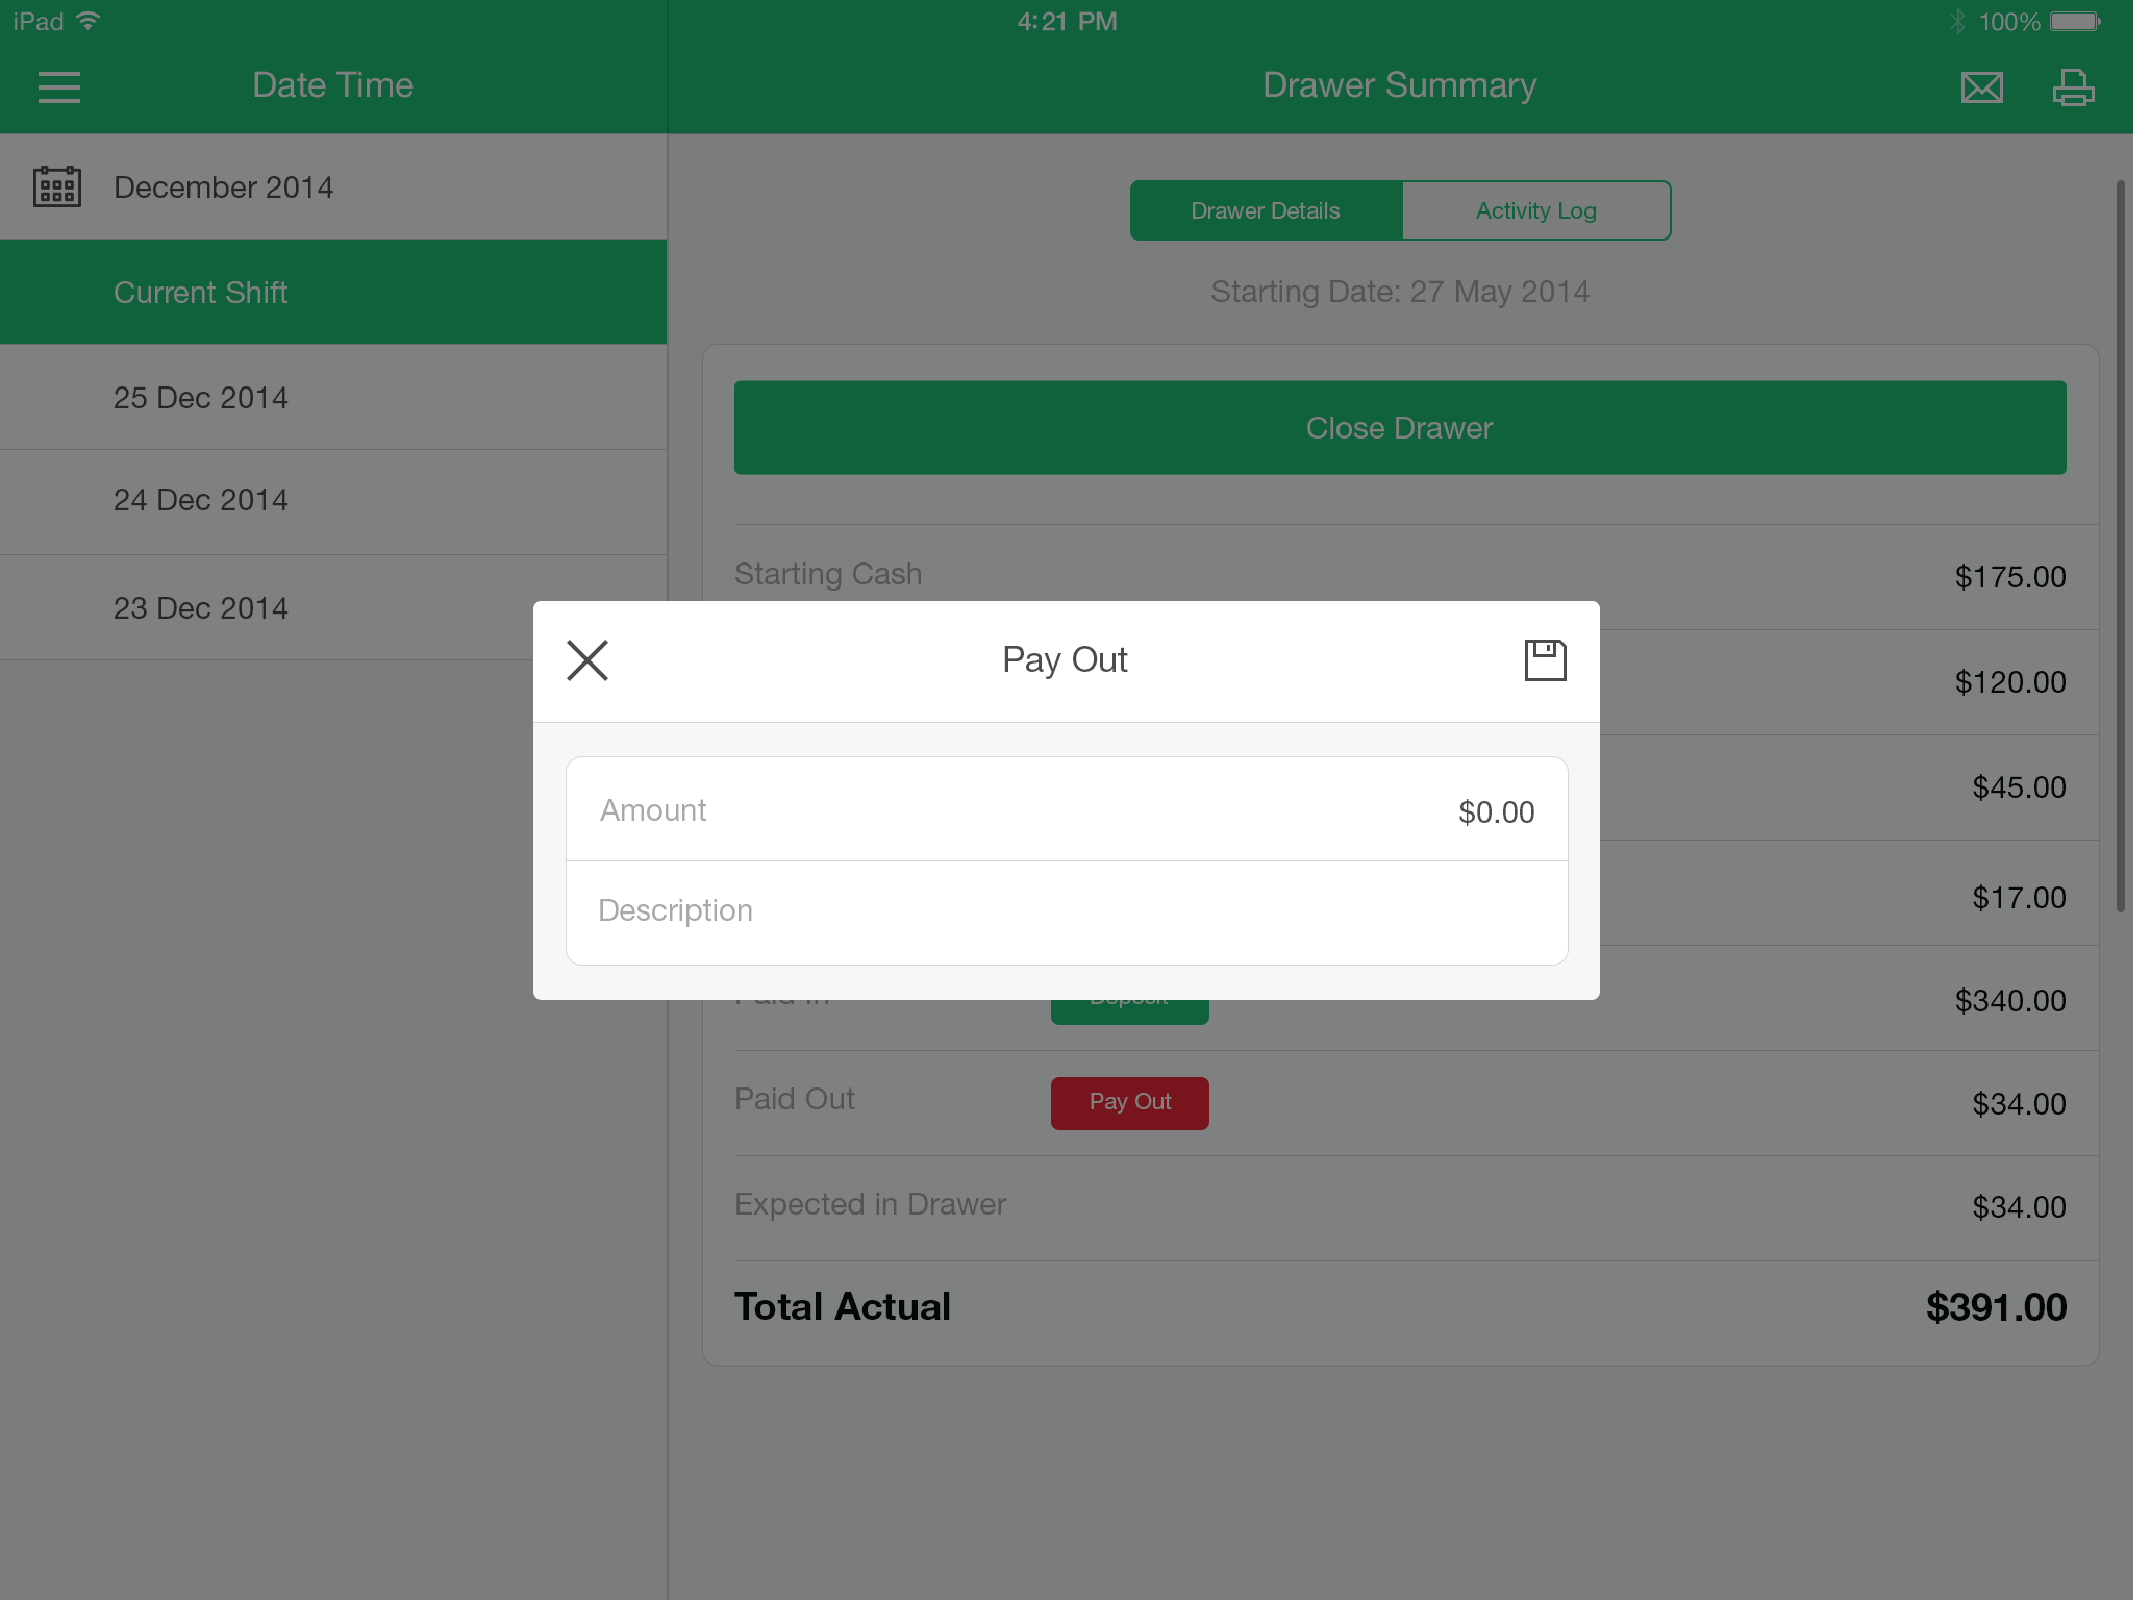 iPad 4:21 PM 100%
Date Time
Drawer Summary
December 2014
Current Shift
25 Dec 2014
24 Dec 2014
23 Dec 2014
Drawer Details Activity Log
Starting Date: 27 May 2014
Close Drawer
Starting Cash $175.00
$120.00
$45.00
$17.00
Pay Out
Amount $0.00
Description
Paid In Deposit $340.00
Paid Out Pay Out $34.00
Expected in Drawer $34.00
Total Actual $391.00